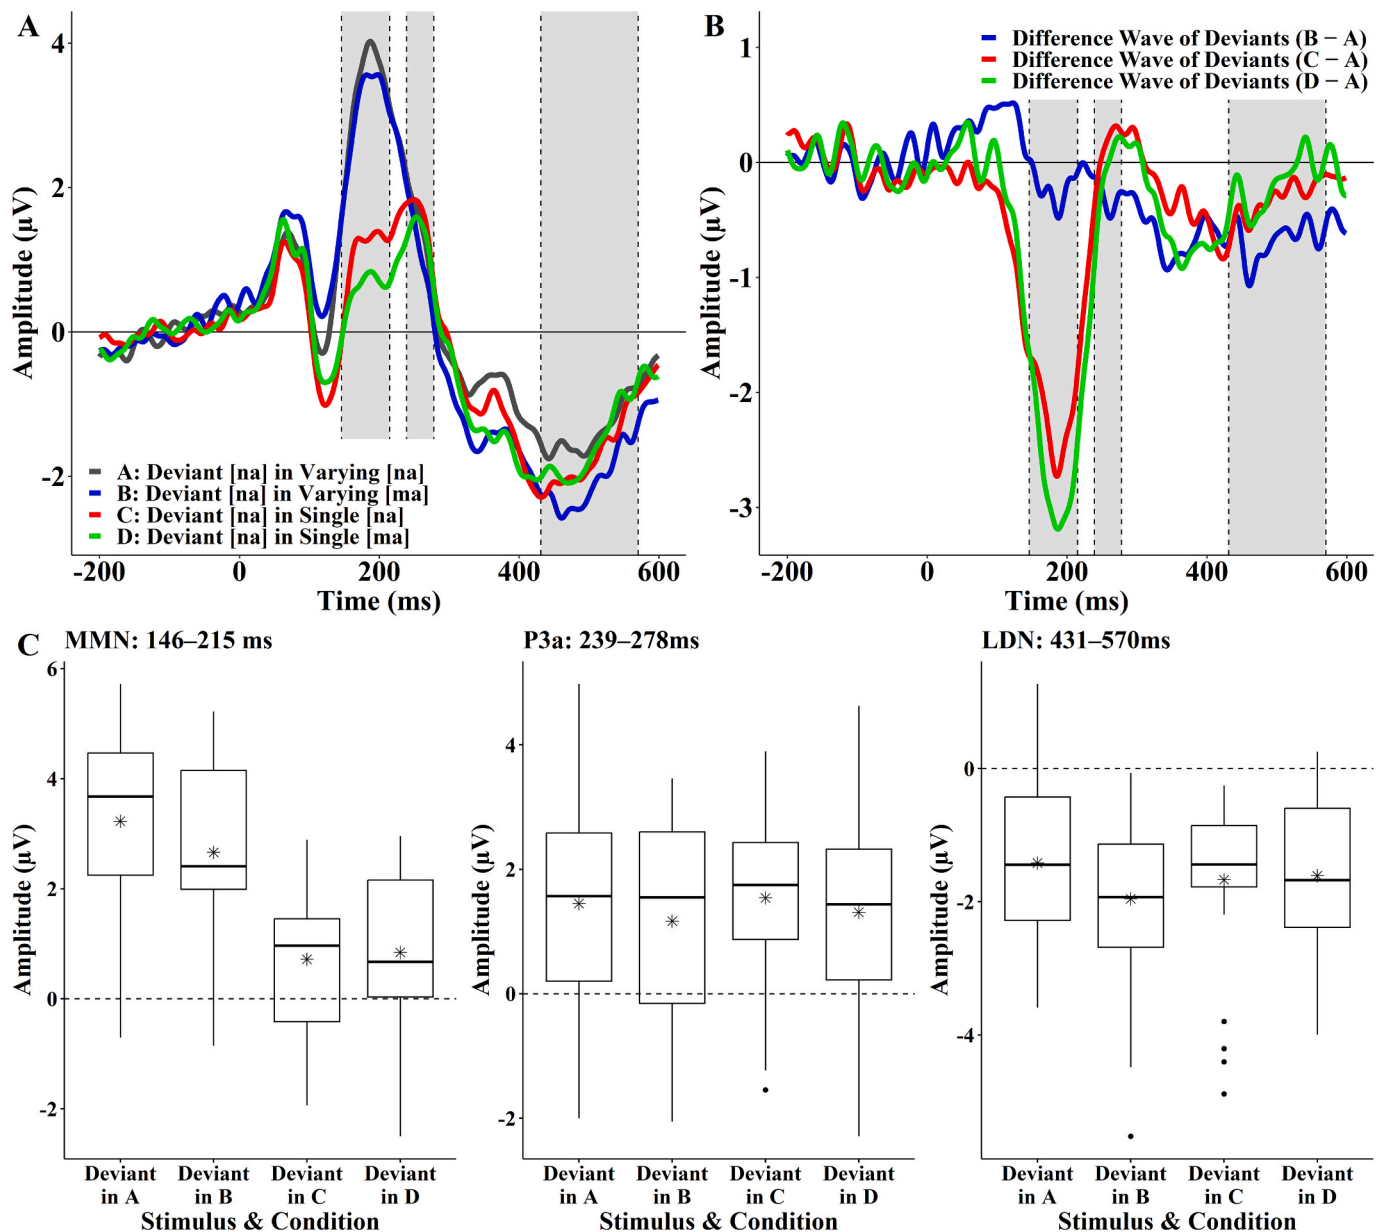 A
4
2
0
-2
Amplitude (µV)
A: Deviant [na] in Varying [na]
B: Deviant [na] in Varying [ma]
C: Deviant [na] in Single [na]
D: Deviant [na] in Single [ma]
-200
0
200
400
600
Time (ms)
B
Difference Wave of Deviants (B − A)
Difference Wave of Deviants (C − A)
Difference Wave of Deviants (D − A)
1
0
-1
-2
-3
Amplitude (µV)
-200
0
200
400
600
Time (ms)
C
MMN: 146–215 ms
6
4
2
0
-2
Amplitude (µV)
Deviant in A
Deviant in B
Deviant in C
Deviant in D
Stimulus & Condition
P3a: 239–278ms
4
2
0
-2
Amplitude (µV)
Deviant in A
Deviant in B
Deviant in C
Deviant in D
Stimulus & Condition
LDN: 431–570ms
0
-2
-4
Amplitude (µV)
Deviant in A
Deviant in B
Deviant in C
Deviant in D
Stimulus & Condition